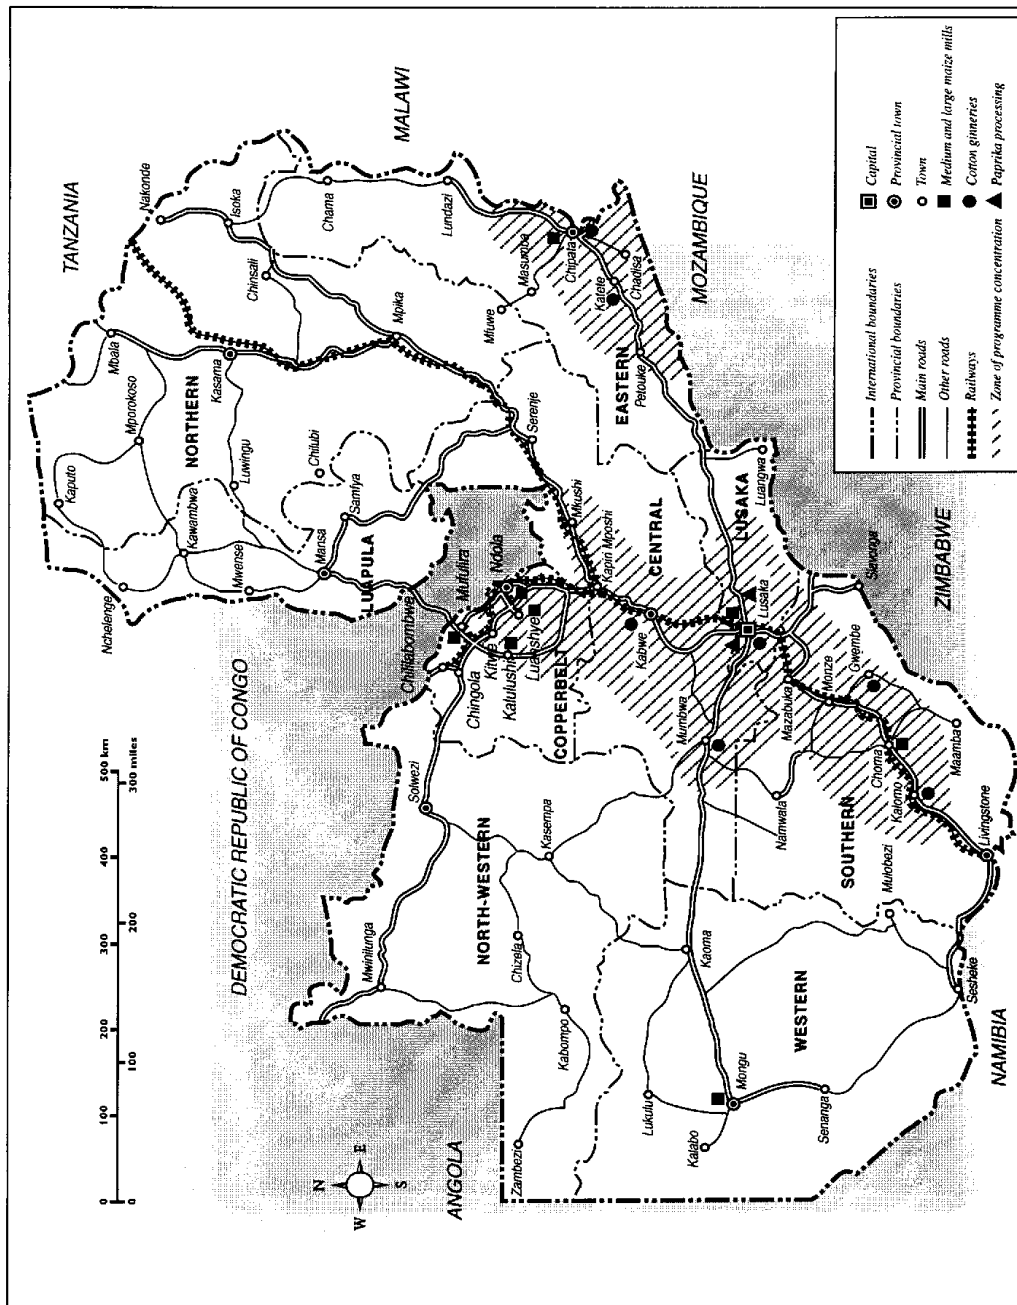 TANZANIA
MALAWI
MOZAMBIQUE
ZIMBABWE
NAMIBIA
ANGOLA
DEMOCRATIC REPUBLIC OF CONGO
0 100 200 300 400 500 km
0 100 200 300 miles
N
E
S
W
NORTHERN
LUAPULA
COPPERBELT
NORTH-WESTERN
CENTRAL
EASTERN
LUSAKA
SOUTHERN
WESTERN
Kaputo
Nchelenge
Mporokoso
Mbala
Nakonde
Kawambwa
Mwense
Luwingu
Kasama
Isoka
Chinsali
Chama
Mansa
Samfya
Chilubi
Mpika
Lundazi
Mfuwe
Masumba
Chipata
Chadisa
Katete
Petauke
Serenje
Mkushi
Kapiri Mposhi
Chililabombwe
Mufulira
Ndola
Chingola
Kitwe
Kalulushi
Luanshya
Solwezi
Mwinilunga
Kasempa
Chizela
Kabompo
Zambezi
Kabwe
Lusaka
Luangwa
Mumbwa
Kaoma
Lukulu
Kalabo
Mongu
Senanga
Sesheke
Mulobezi
Namwala
Mazabuka
Monze
Gwembe
Choma
Kalomo
Maamba
Livingstone
Siavonga
International boundaries
Provincial boundaries
Main roads
Other roads
Railways
Zone of programme concentration
Capital
Provincial town
Town
Medium and large maize mills
Cotton ginneries
Paprika processing